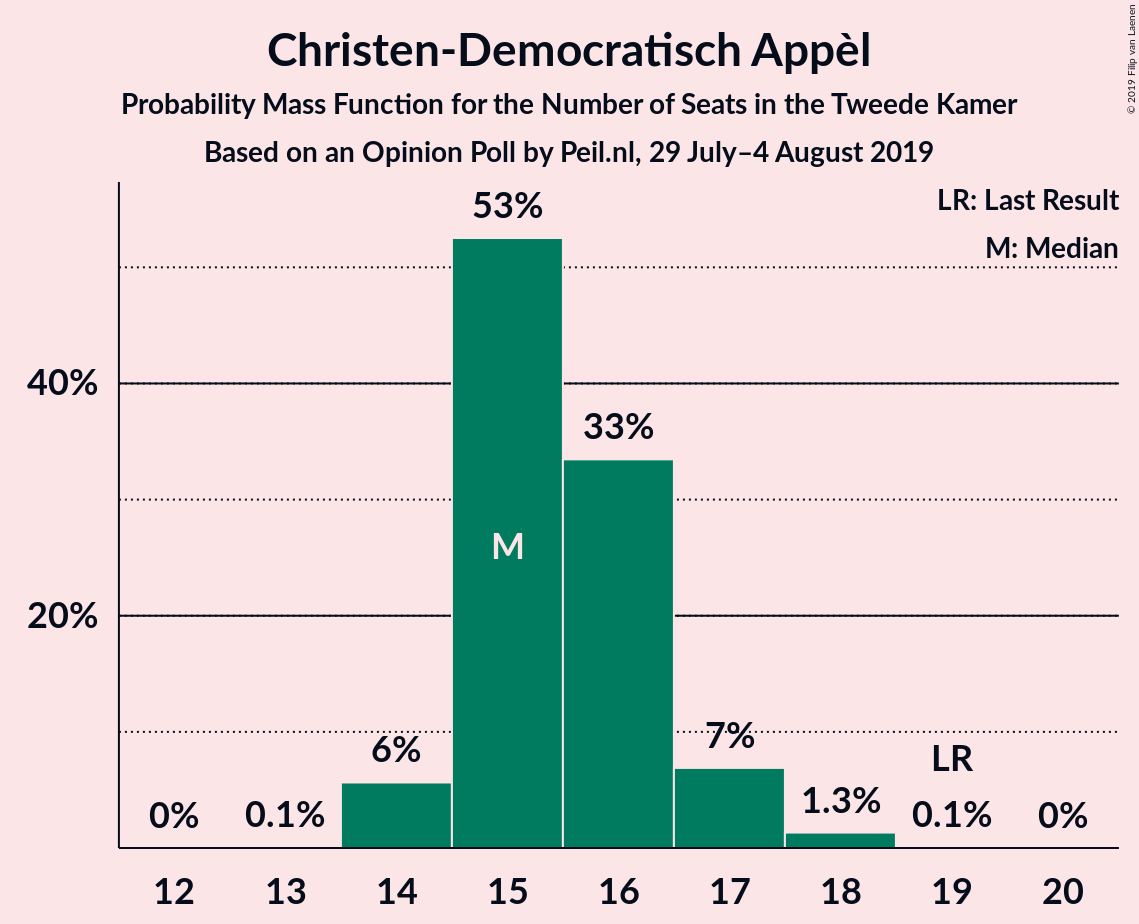 Christen-Democratisch Appèl
Probability Mass Function for the Number of Seats in the Tweede Kamer
Based on an Opinion Poll by Peil.nl, 29 July–4 August 2019
© 2019 Filip van Laenen
LR: Last Result
M: Median
53%
40%
33%
M
20%
7%
6%
LR
1.3%
0% 0.1% 0.1% 0%
12 13 14 15 16 17 18 19 20